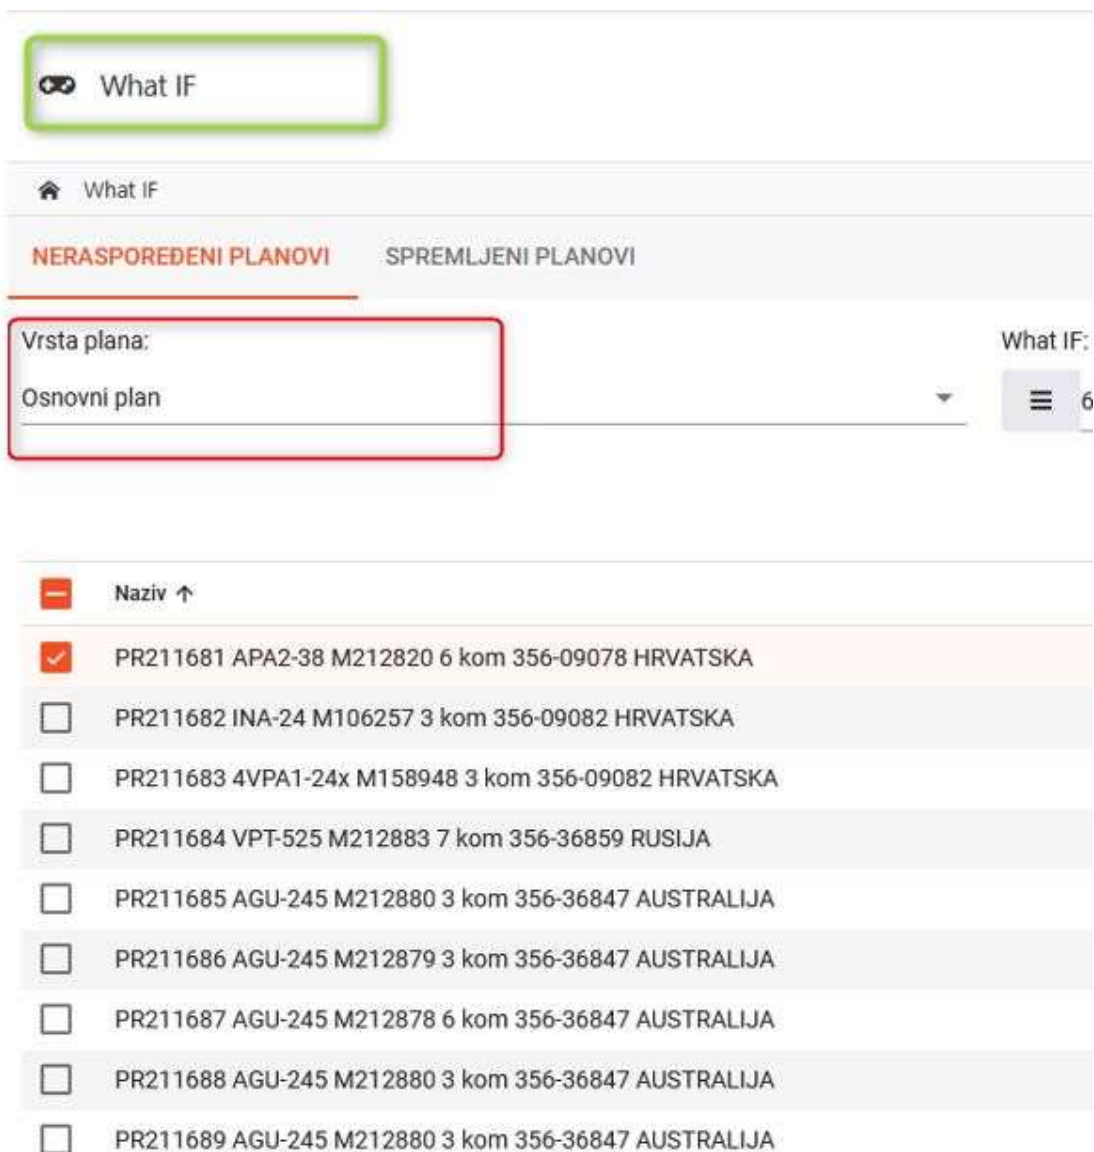 What IF
What IF
NERASPOREĐENI PLANOVI SPREMLJENI PLANOVI
Vrsta plana: What IF:
Osnovni plan 6
Naziv
PR211681 APA2-38 M212820 6 kom 356-09078 HRVATSKA
PR211682 INA-24 M106257 3 kom 356-09082 HRVATSKA
PR211683 4VPA1-24x M158948 3 kom 356-09082 HRVATSKA
PR211684 VPT-525 M212883 7 kom 356-36859 RUSIJA
PR211685 AGU-245 M212880 3 kom 356-36847 AUSTRALIJA
PR211686 AGU-245 M212879 3 kom 356-36847 AUSTRALIJA
PR211687 AGU-245 M212878 6 kom 356-36847 AUSTRALIJA
PR211688 AGU-245 M212880 3 kom 356-36847 AUSTRALIJA
PR211689 AGU-245 M212880 3 kom 356-36847 AUSTRALIJA